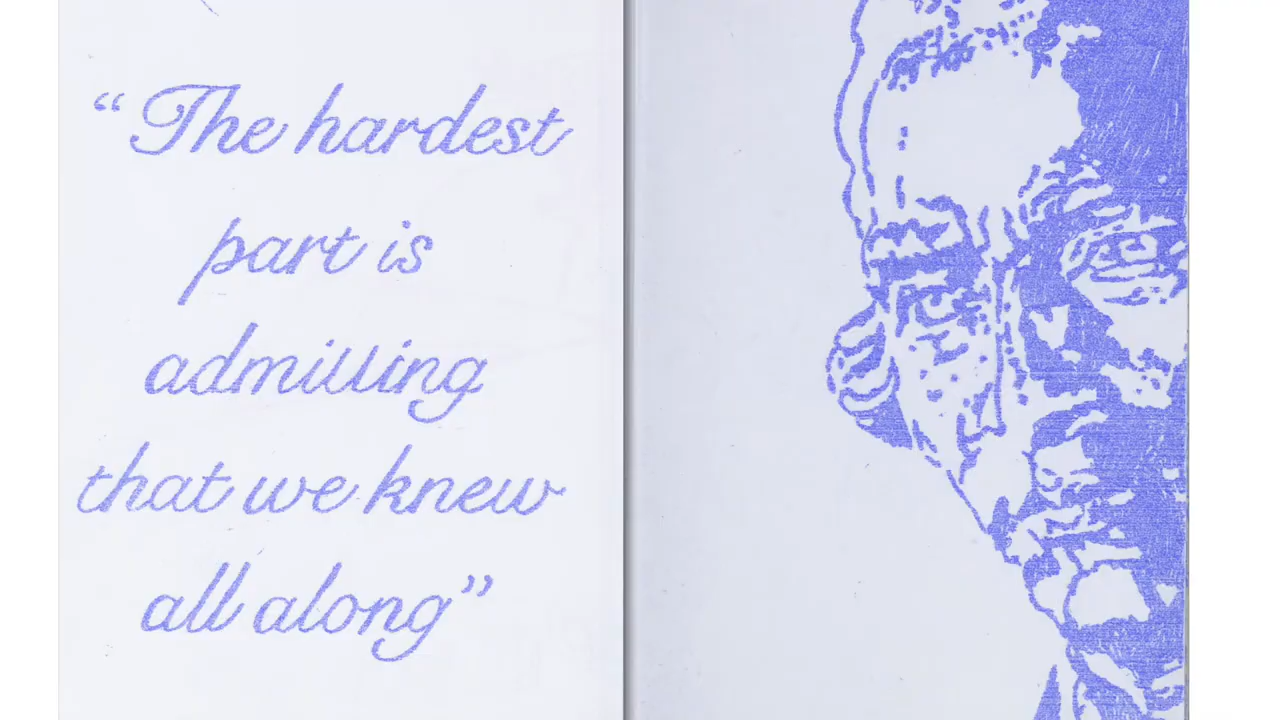 “The hardest
part is
admitting
that we knew
all along”